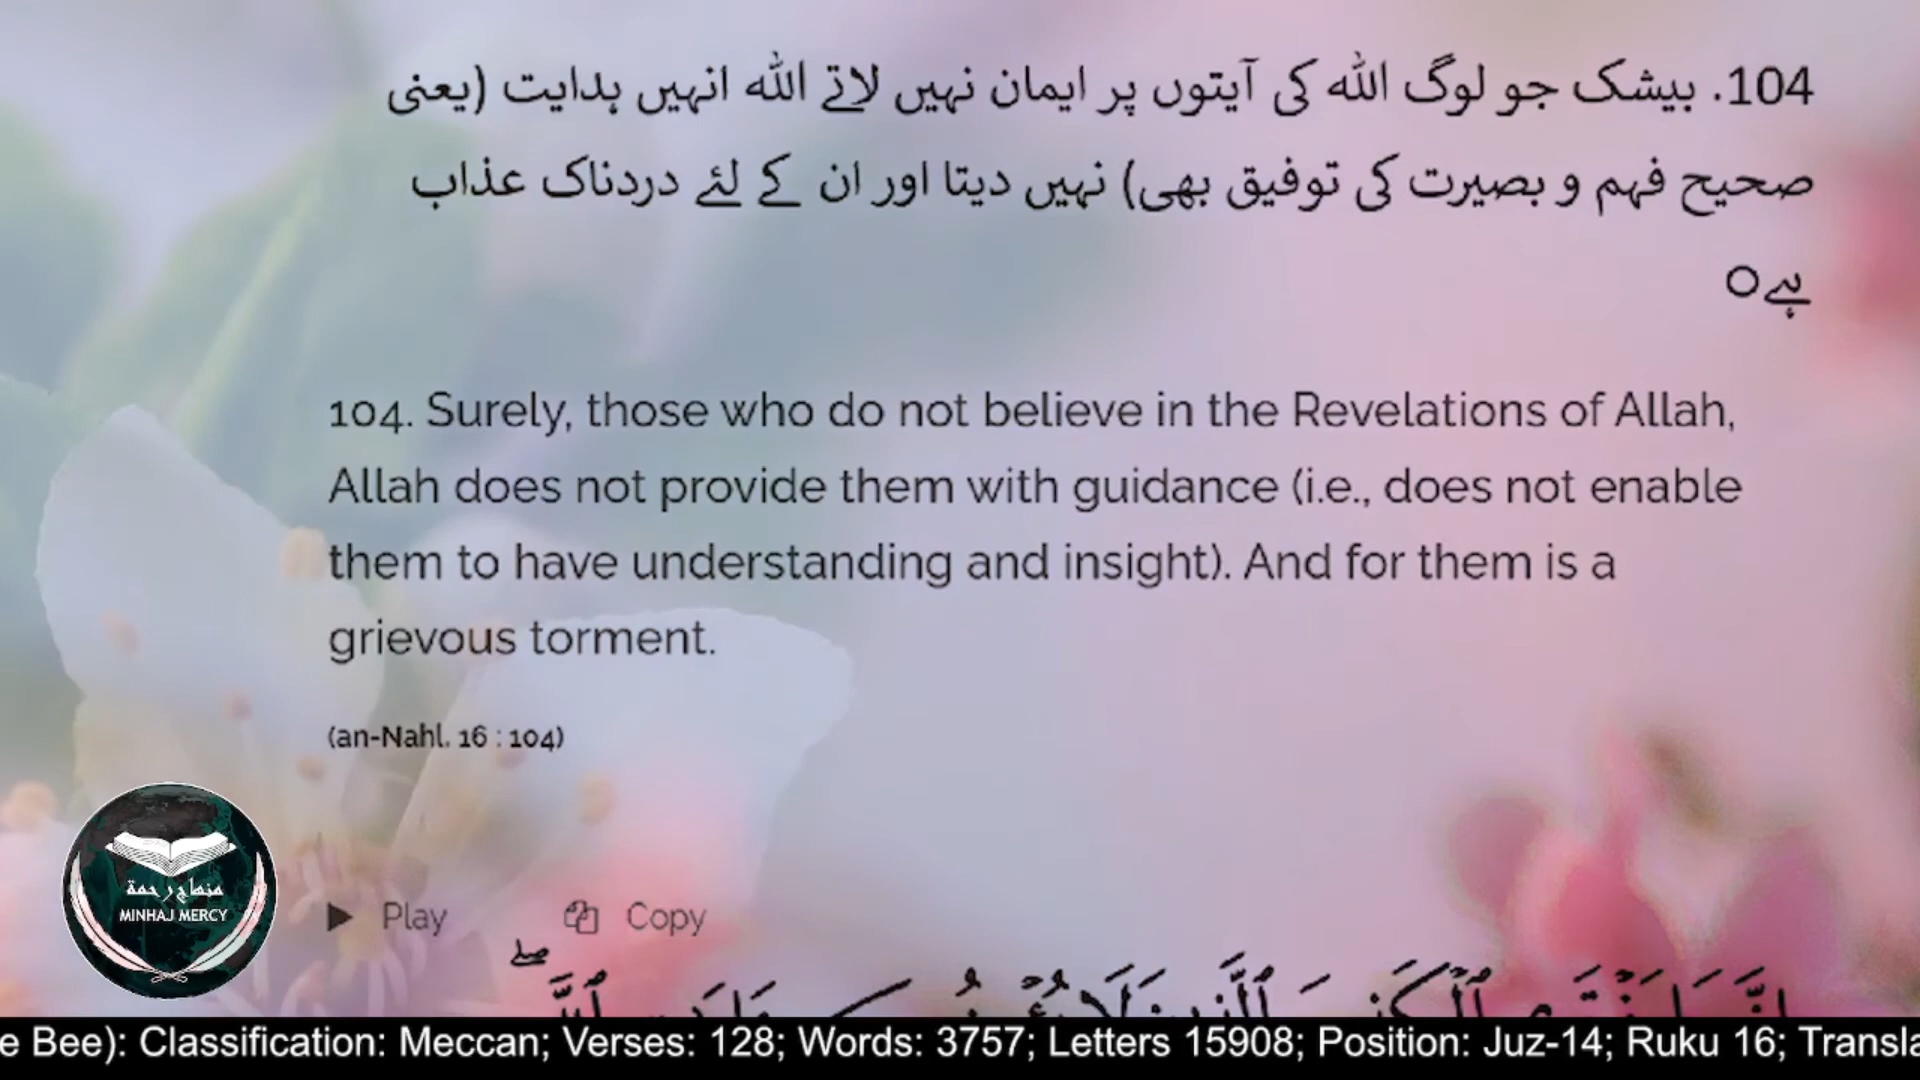 104. بیشک جو لوگ اللہ کی آیتوں پر ایمان نہیں لاتے اللہ انہیں ہدایت (یعنی
صحیح فہم و بصیرت کی توفیق بھی) نہیں دیتا اور ان کے لئے دردناک عذاب
ہے○
104. Surely, those who do not believe in the Revelations of Allah,
Allah does not provide them with guidance (i.e., does not enable
them to have understanding and insight). And for them is a
grievous torment.
(an-Nahl, 16 : 104)
منهاج رحمة
MINHAJ MERCY
Play
Copy
e Bee): Classification: Meccan; Verses: 128; Words: 3757; Letters 15908; Position: Juz-14; Ruku 16; Transla